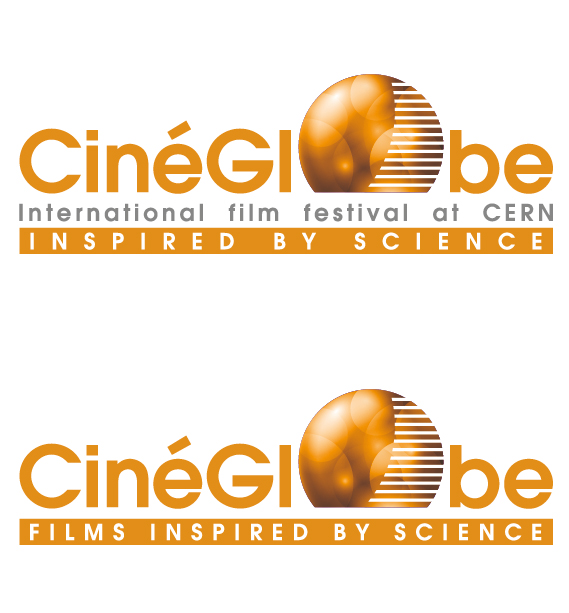 CinéGlobe
International film festival at CERN
INSPIRED BY SCIENCE
CinéGlobe
FILMS INSPIRED BY SCIENCE